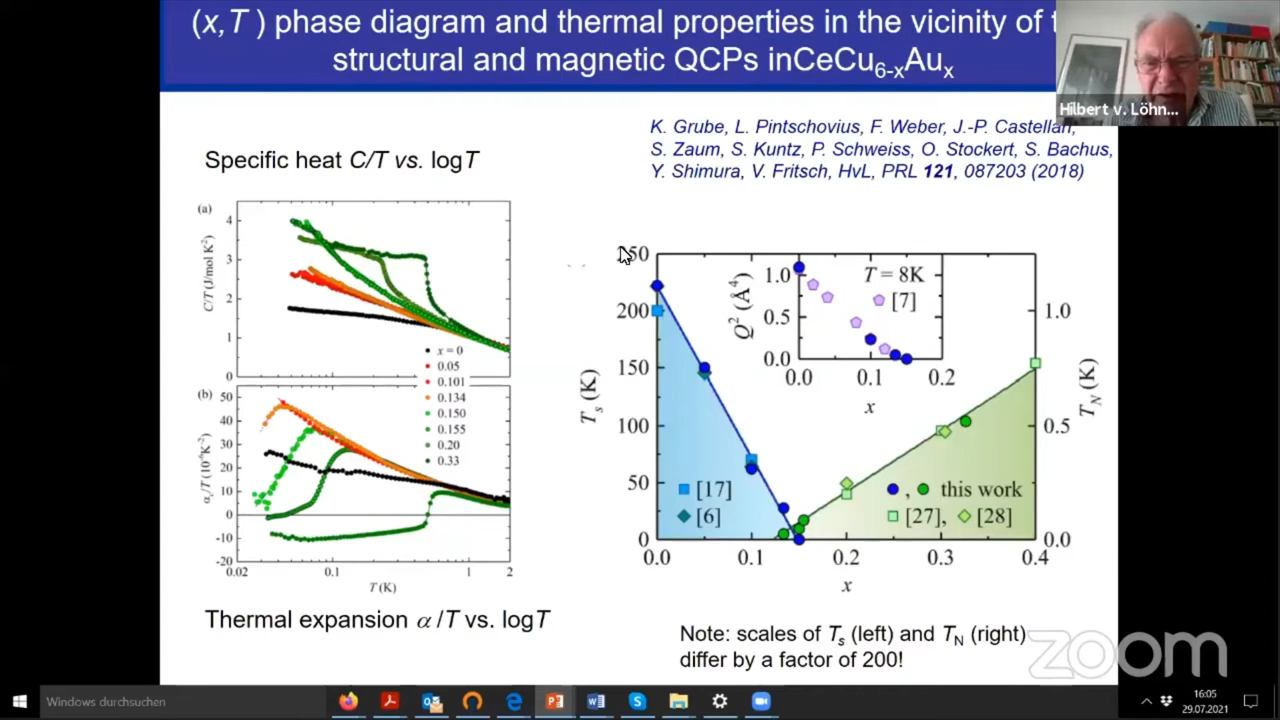 (x,T ) phase diagram and thermal properties in the vicinity of t
structural and magnetic QCPs inCeCu6-xAux
Hilbert v. Löhn...
K. Grube, L. Pintschovius, F. Weber, J.-P. Castellan,
S. Zaum, S. Kuntz, P. Schweiss, O. Stockert, S. Bachus,
Y. Shimura, V. Fritsch, HvL, PRL 121, 087203 (2018)
Specific heat C/T vs. logT
(a)
4
3
2
1
0
C/T (J/mol K²)
x = 0
0.05
0.101
0.134
0.150
0.155
0.20
0.33
(b)
50
40
30
20
10
0
-10
-20
0.02
0.1
1
2
T (K)
Thermal expansion α /T vs. logT
200
150
100
50
0
Ts (K)
0.0
0.1
0.2
0.3
0.4
x
1.0
0.5
0.0
TN (K)
1.0
0.5
0.0
Q² (Å⁴)
T = 8K
[7]
0.0
0.1
0.2
x
[17]
[6]
, this work
[27], [28]
Note: scales of Ts (left) and TN (right)
differ by a factor of 200!
zoom
Windows durchsuchen
16:05
29.07.2021